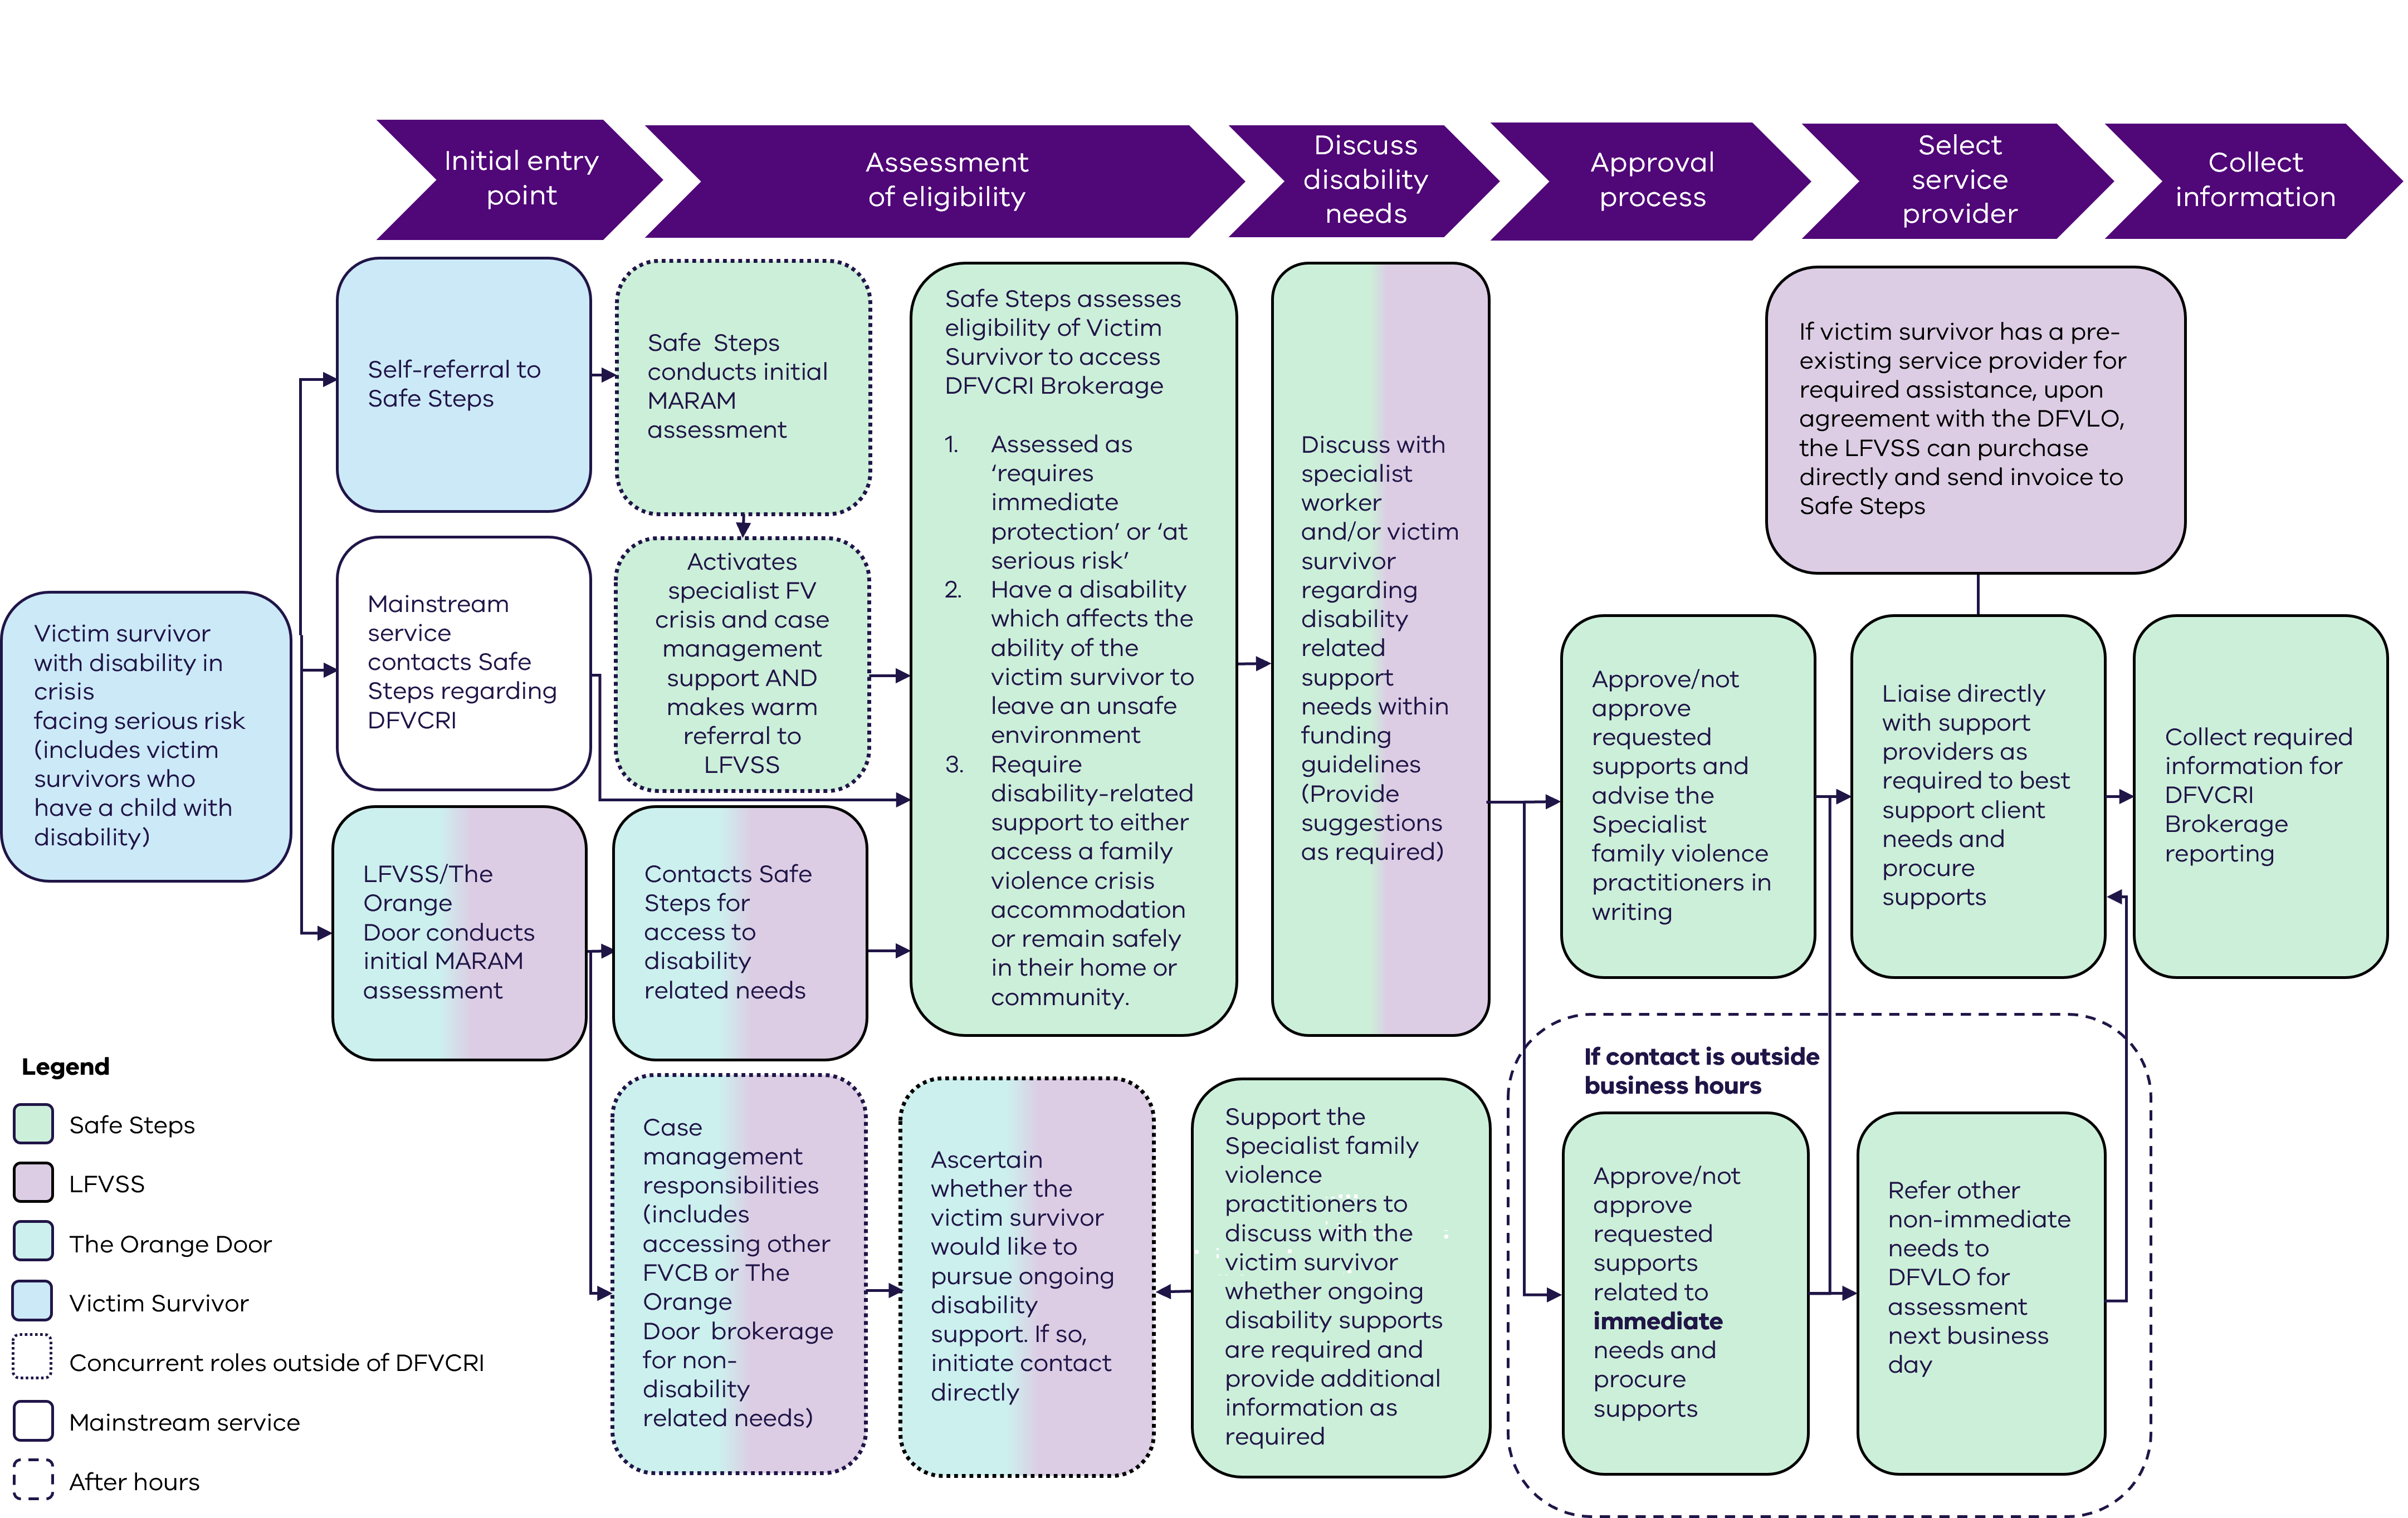 Initial entry
point
Assessment
of eligibility
Discuss
disability
needs
Approval
process
Select
service
provider
Collect
information
Victim survivor
with disability in
crisis
facing serious risk
(includes victim
survivors who
have a child with
disability)
Self-referral to
Safe Steps
Mainstream
service
contacts Safe
Steps regarding
DFVCRI
LFVSS/The
Orange
Door conducts
initial MARAM
assessment
Safe Steps
conducts initial
MARAM
assessment
Activates
specialist FV
crisis and case
management
support AND
makes warm
referral to
LFVSS
Contacts Safe
Steps for
access to
disability
related needs
Case
management
responsibilities
(includes
accessing other
FVCB or The
Orange
Door brokerage
for non-
disability
related needs)
Safe Steps assesses
eligibility of Victim
Survivor to access
DFVCRI Brokerage
1. Assessed as
‘requires
immediate
protection’ or ‘at
serious risk’
2. Have a disability
which affects the
ability of the
victim survivor to
leave an unsafe
environment
3. Require
disability-related
support to either
access a family
violence crisis
accommodation
or remain safely
in their home or
community.
Ascertain
whether the
victim survivor
would like to
pursue ongoing
disability
support. If so,
initiate contact
directly
Discuss with
specialist
worker
and/or victim
survivor
regarding
disability
related
support
needs within
funding
guidelines
(Provide
suggestions
as required)
Support the
Specialist family
violence
practitioners to
discuss with the
victim survivor
whether ongoing
disability supports
are required and
provide additional
information as
required
Approve/not
approve
requested
supports and
advise the
Specialist
family violence
practitioners in
writing
If victim survivor has a pre-
existing service provider for
required assistance, upon
agreement with the DFVLO,
the LFVSS can purchase
directly and send invoice to
Safe Steps
Liaise directly
with support
providers as
required to best
support client
needs and
procure
supports
Collect required
information for
DFVCRI
Brokerage
reporting
If contact is outside
business hours
Approve/not
approve
requested
supports
related to
immediate
needs and
procure
supports
Refer other
non-immediate
needs to
DFVLO for
assessment
next business
day
Legend
Safe Steps
LFVSS
The Orange Door
Victim Survivor
Concurrent roles outside of DFVCRI
Mainstream service
After hours